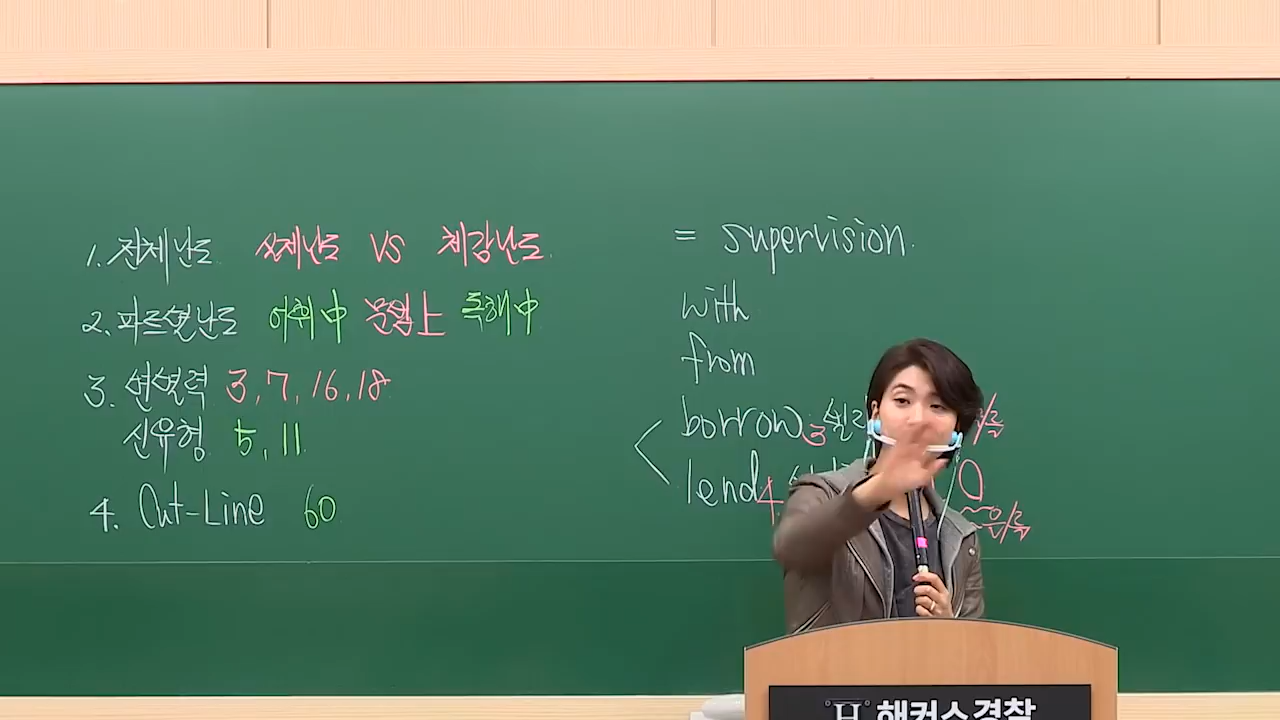 1. 전체난도 실제난도 VS 체감난도
2. 파트별난도 어휘中 문법上 독해中
3. 변별력 3, 7, 16, 18
신유형 5, 11
4. Cut-Line 60
= supervision.
with
from
borrow 3
lend 4
해커스경찰